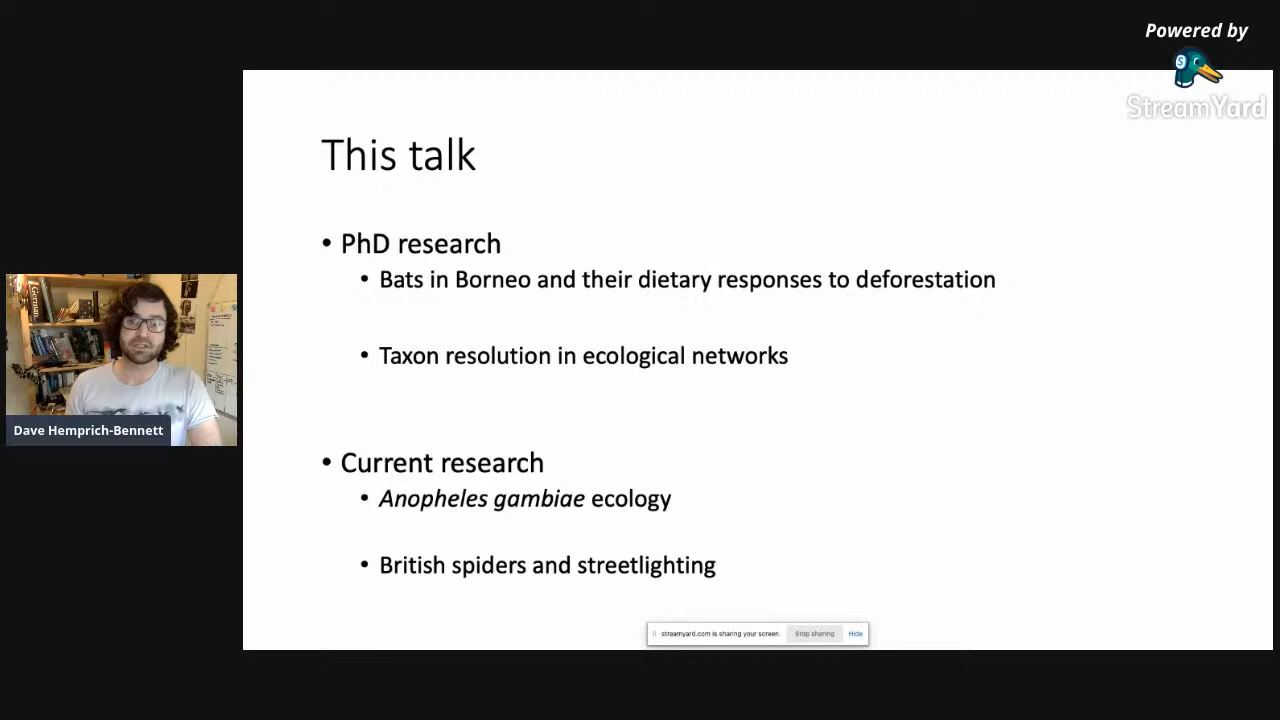 Powered by
StreamYard
This talk
• PhD research
• Bats in Borneo and their dietary responses to deforestation
• Taxon resolution in ecological networks
• Current research
• Anopheles gambiae ecology
• British spiders and streetlighting
German
Dave Hemprich-Bennett
streamyard.com is sharing your screen.
Stop sharing
Hide